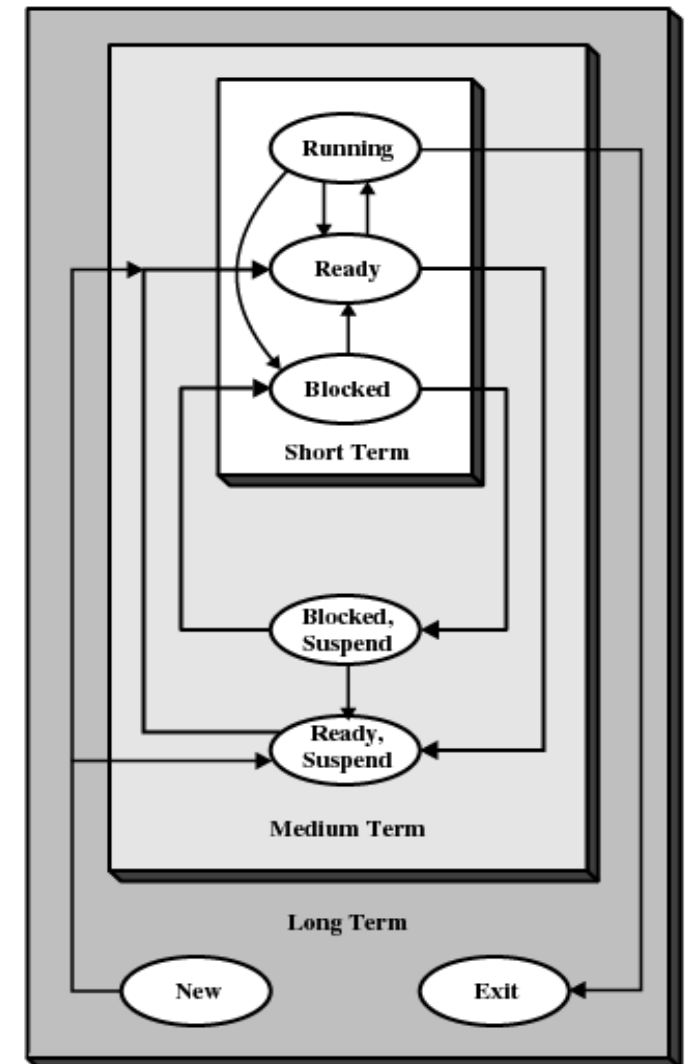 Running
Ready
Blocked
Short Term
Blocked,
Suspend
Ready,
Suspend
Medium Term
Long Term
New
Exit